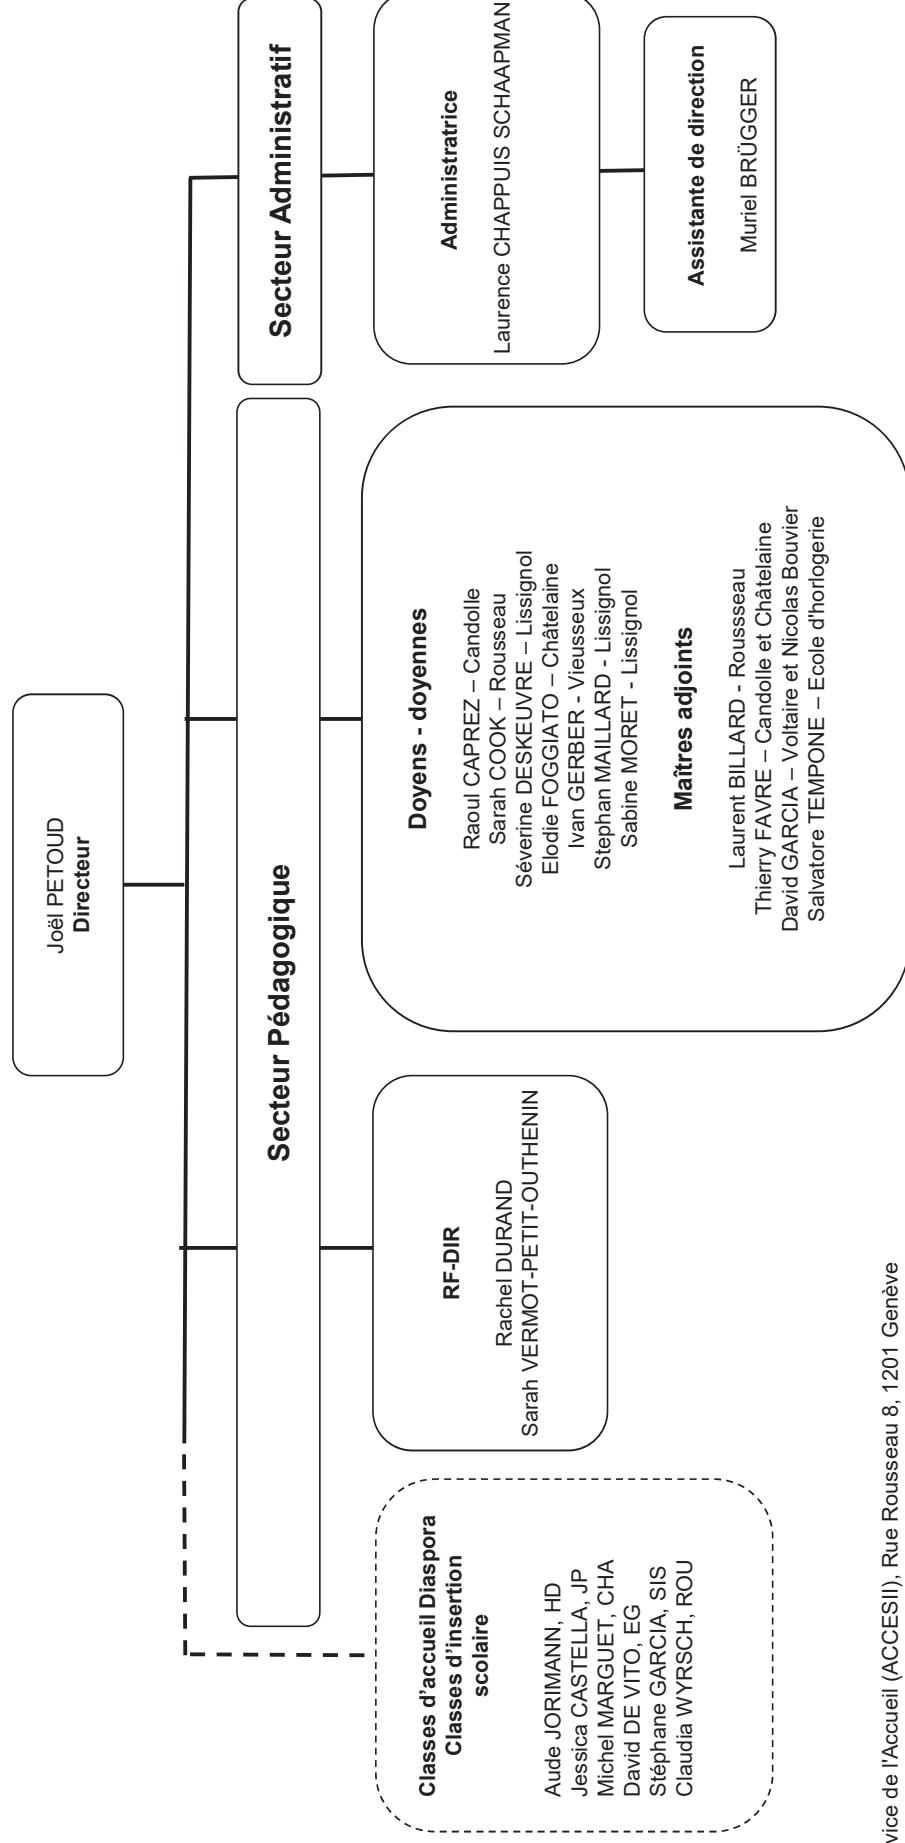 Joël PETOUD
Directeur
Secteur Pédagogique
Secteur Administratif
Classes d'accueil Diaspora
Classes d'insertion
scolaire
Aude JORIMANN, HD
Jessica CASTELLA, JP
Michel MARGUET, CHA
David DE VITO, EG
Stéphane GARCIA, SIS
Claudia WYRSCH, ROU
RF-DIR
Rachel DURAND
Sarah VERMOT-PETIT-OUTHENIN
Doyens - doyennes
Raoul CAPREZ – Candolle
Sarah COOK – Rousseau
Séverine DESKEUVRE – Lissignol
Elodie FOGGIATO – Châtelaine
Ivan GERBER - Vieusseux
Stephan MAILLARD - Lissignol
Sabine MORET - Lissignol
Maîtres adjoints
Laurent BILLARD - Roussseau
Thierry FAVRE – Candolle et Châtelaine
David GARCIA – Voltaire et Nicolas Bouvier
Salvatore TEMPONE – Ecole d'horlogerie
Administratrice
Laurence CHAPPUIS SCHAAPMAN
Assistante de direction
Muriel BRÜGGER
vice de l'Accueil (ACCESII), Rue Rousseau 8, 1201 Genève